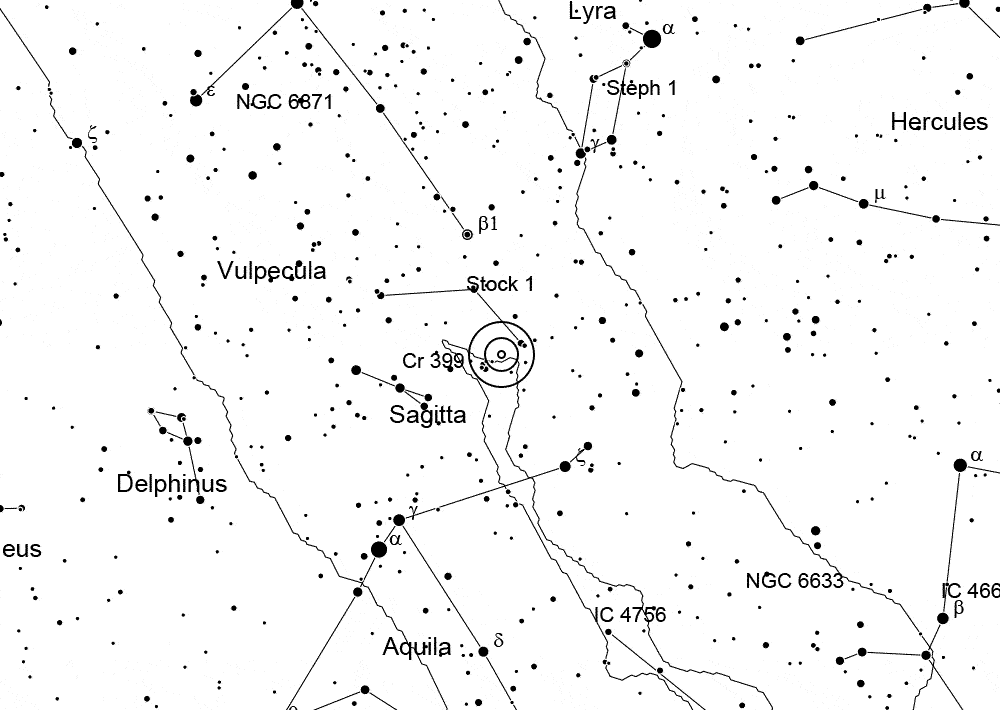 Lyra
α
ε
NGC 6871
Steph 1
Hercules
ζ
γ
μ
β1
Vulpecula
Stock 1
Cr 399
Sagitta
Delphinus
ζ
α
γ
α
eus
NGC 6633
IC 466
β
IC 4756
Aquila
δ